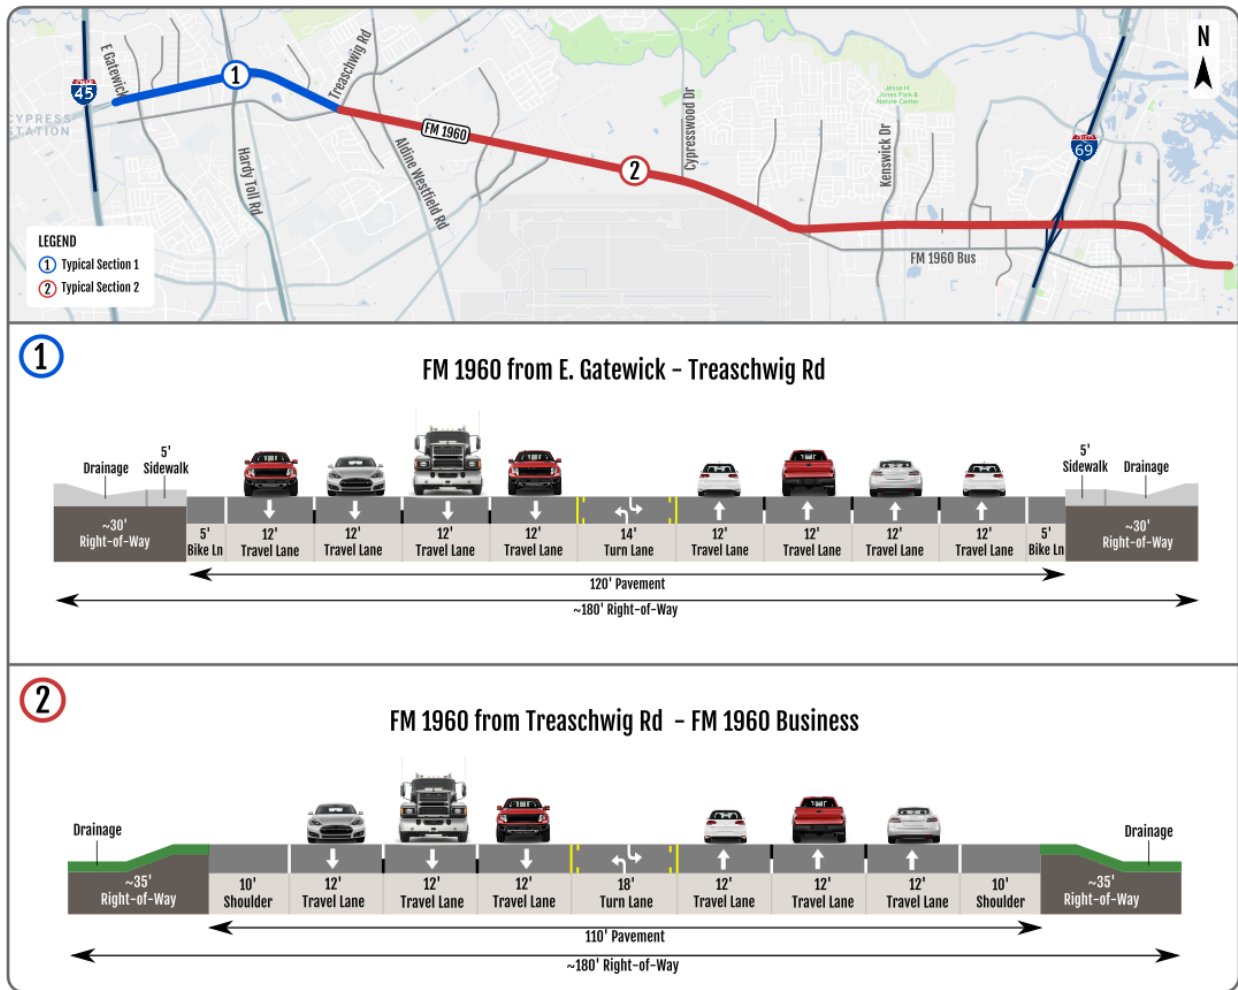 N
45
E Gatewick
1
Treaschwig Rd
CYPRESS
STATION
FM 1960
Hardy Toll Rd
Aldine Westfield Rd
2
Cypresswood Dr
Jesse H
Jones Park &
Nature Center
Kenswick Dr
69
FM 1960 Bus
LEGEND
1 Typical Section 1
2 Typical Section 2
1
FM 1960 from E. Gatewick - Treaschwig Rd
Drainage
5'
Sidewalk
5'
Sidewalk
Drainage
~30'
Right-of-Way
5'
Bike Ln
12'
Travel Lane
12'
Travel Lane
12'
Travel Lane
12'
Travel Lane
14'
Turn Lane
12'
Travel Lane
12'
Travel Lane
12'
Travel Lane
12'
Travel Lane
5'
Bike Ln
~30'
Right-of-Way
120' Pavement
~180' Right-of-Way
2
FM 1960 from Treaschwig Rd - FM 1960 Business
Drainage
Drainage
~35'
Right-of-Way
10'
Shoulder
12'
Travel Lane
12'
Travel Lane
12'
Travel Lane
18'
Turn Lane
12'
Travel Lane
12'
Travel Lane
12'
Travel Lane
10'
Shoulder
~35'
Right-of-Way
110' Pavement
~180' Right-of-Way